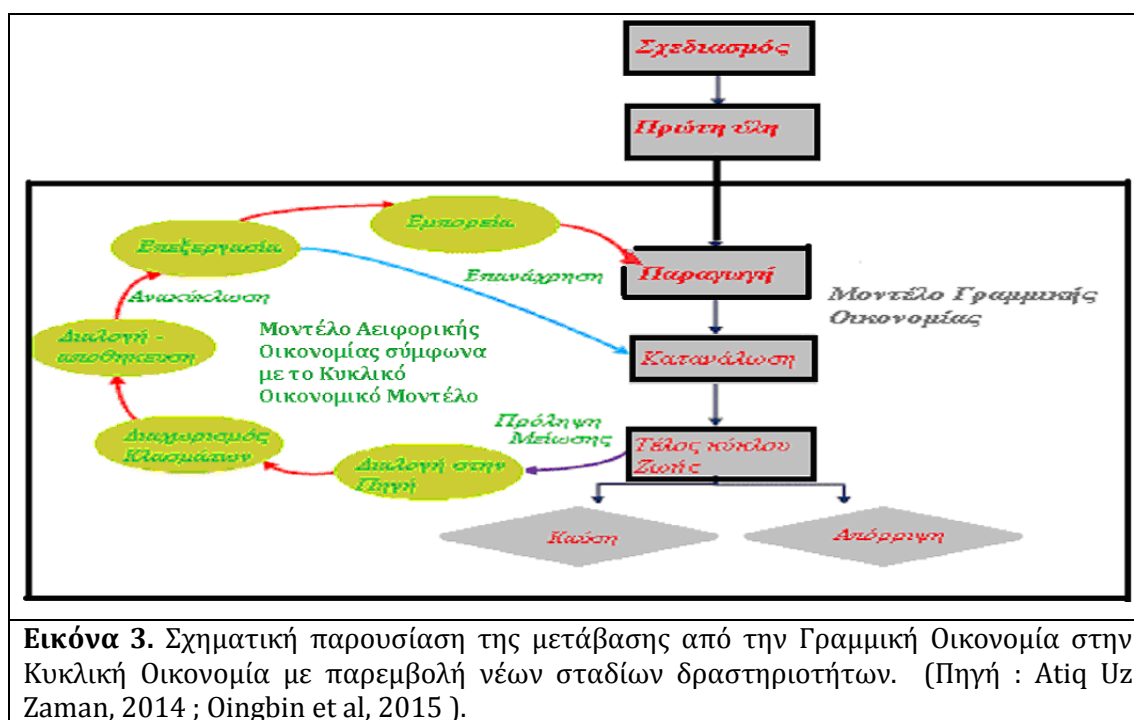 Σχεδιασμός
Πρώτη ύλη
Εμπορεία
Επεξεργασία
Επανάχρηση
Παραγωγή
Ανακύκλωση
Μοντέλο Γραμμικής
Οικονομίας
Διαλογή -
αποθήκευση
Μοντέλο Αειφορικής
Οικονομίας σύμφωνα
με το Κυκλικό
Οικονομικό Μοντέλο
Κατανάλωση
Πρόληψη
Μείωσης
Διαχωρισμός
Κλασμάτων
Τέλος κύκλου
Ζωής
Διαλογή στην
Πηγή
Καύση
Απόρριψη
Εικόνα 3. Σχηματική παρουσίαση της μετάβασης από την Γραμμική Οικονομία στην
Κυκλική Οικονομία με παρεμβολή νέων σταδίων δραστηριοτήτων. (Πηγή : Atiq Uz
Zaman, 2014 ; Oingbin et al, 2015 ).